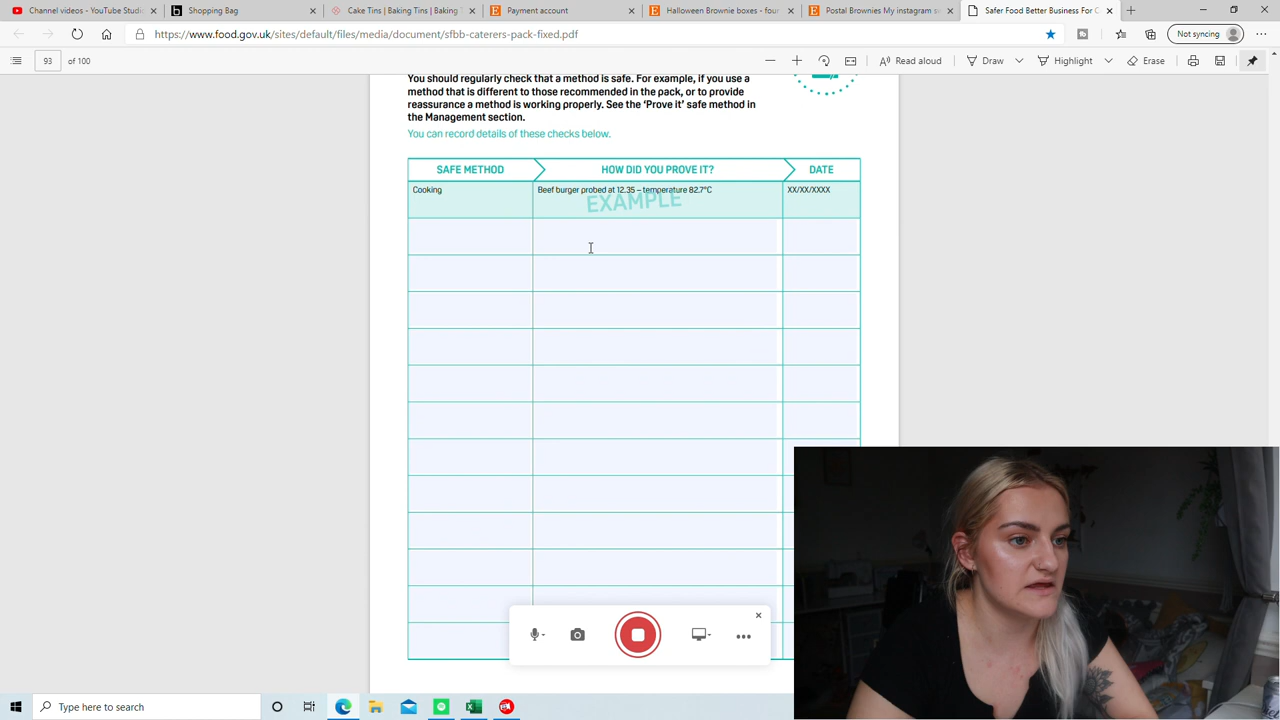 Channel videos - YouTube Studi
Shopping Bag
Cake Tins | Baking Tins | Baking T
Payment account
Halloween Brownie boxes - four
Postal Brownies My instagram is
Safer Food Better Business For C
https://www.food.gov.uk/sites/default/files/media/document/sfbb-caterers-pack-fixed.pdf
Not syncing
93 of 100
Read aloud
Draw
Highlight
Erase
You should regularly check that a method is safe. For example, if you use a
method that is different to those recommended in the pack, or to provide
reassurance a method is working properly. See the ‘Prove it’ safe method in
the Management section.
You can record details of these checks below.
SAFE METHOD HOW DID YOU PROVE IT? DATE
Cooking Beef burger probed at 12.35 – temperature 82.7°C XX/XX/XXXX
EXAMPLE
Type here to search